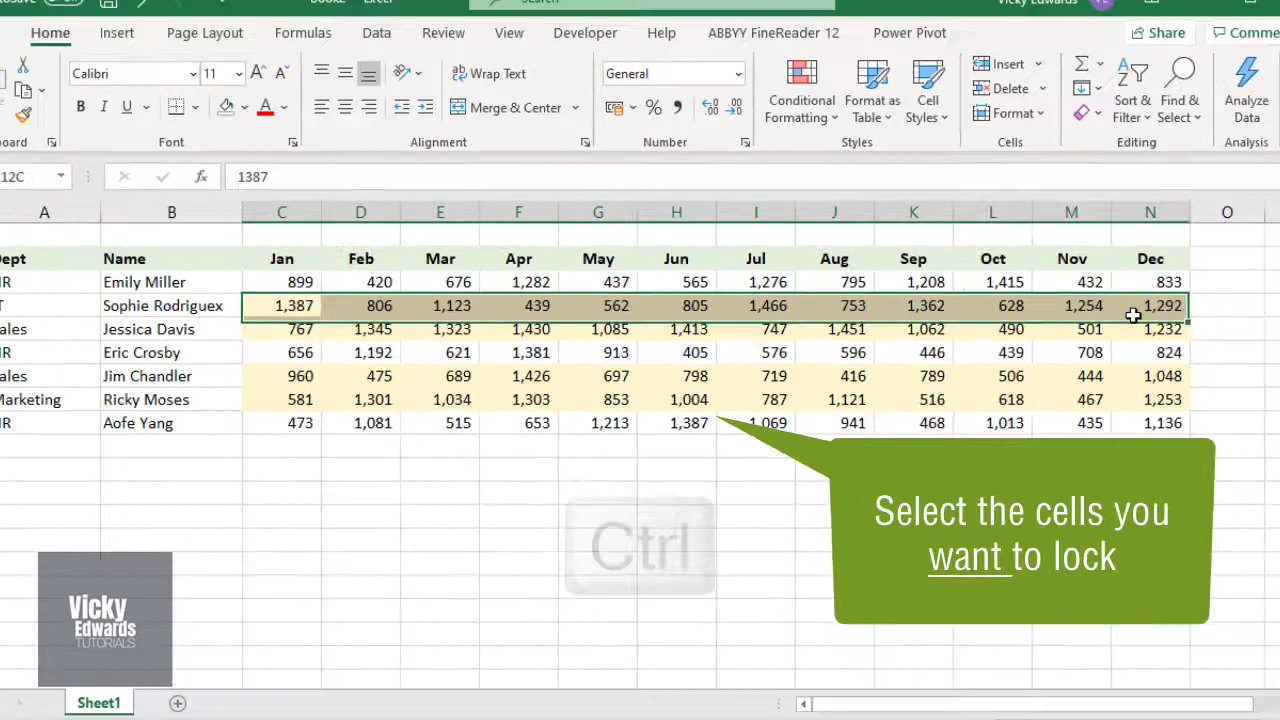 Vicky Edwards
Home Insert Page Layout Formulas Data Review View Developer Help ABBYY FineReader 12 Power Pivot Share
Calibri 11 Wrap Text General Insert
B I U Merge & Center % Conditional Formatting Format as Table Cell Styles Delete Format Sort & Filter Find & Select Analyze Data
Font Alignment Number Styles Cells Editing Analysis
12C fx 1387
A B C D E F G H I J K L M N O
Name Jan Feb Mar Apr May Jun Jul Aug Sep Oct Nov Dec
Emily Miller 899 420 676 1,282 437 565 1,276 795 1,208 1,415 432 833
Sophie Rodriguex 1,387 806 1,123 439 562 805 1,466 753 1,362 628 1,254 1,292
Jessica Davis 767 1,345 1,323 1,430 1,085 1,413 747 1,451 1,062 490 501 1,232
Eric Crosby 656 1,192 621 1,381 913 405 576 596 446 439 708 824
Jim Chandler 960 475 689 1,426 697 798 719 416 789 506 444 1,048
Marketing Ricky Moses 581 1,301 1,034 1,303 853 1,004 787 1,121 516 618 467 1,253
Aofe Yang 473 1,081 515 653 1,213 1,387 1,069 941 468 1,013 435 1,136
Select the cells you
want to lock
Ctrl
Vicky
Edwards
TUTORIALS
Sheet1